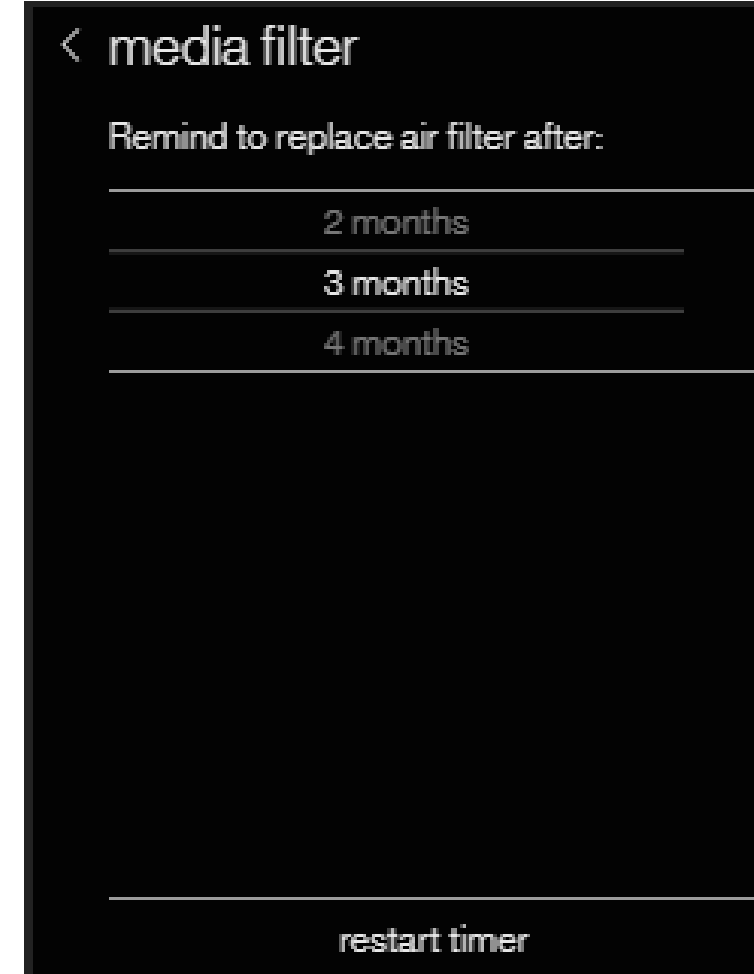 media filter
Remind to replace air filter after:
2 months
3 months
4 months
restart timer